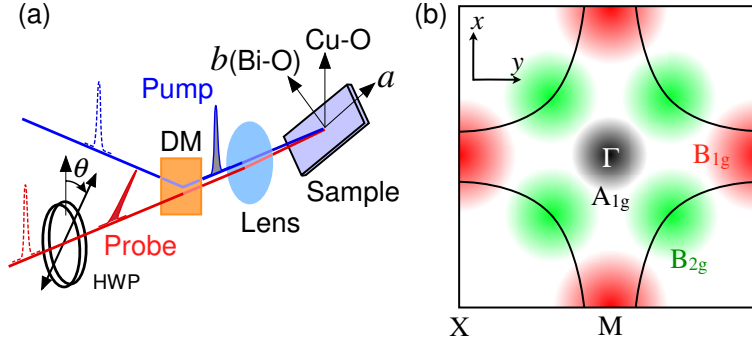 (a)
Cu-O
b(Bi-O)
a
Pump
DM
θ
Sample
Lens
Probe
HWP
(b)
x
y
Γ
A1g
B1g
B2g
X
M